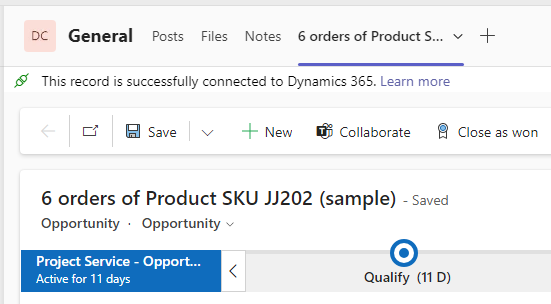 DC General Posts Files Notes 6 orders of Product S...
This record is successfully connected to Dynamics 365. Learn more
Save New Collaborate Close as won
6 orders of Product SKU JJ202 (sample) - Saved
Opportunity · Opportunity
Project Service - Opport...
Active for 11 days
Qualify (11 D)